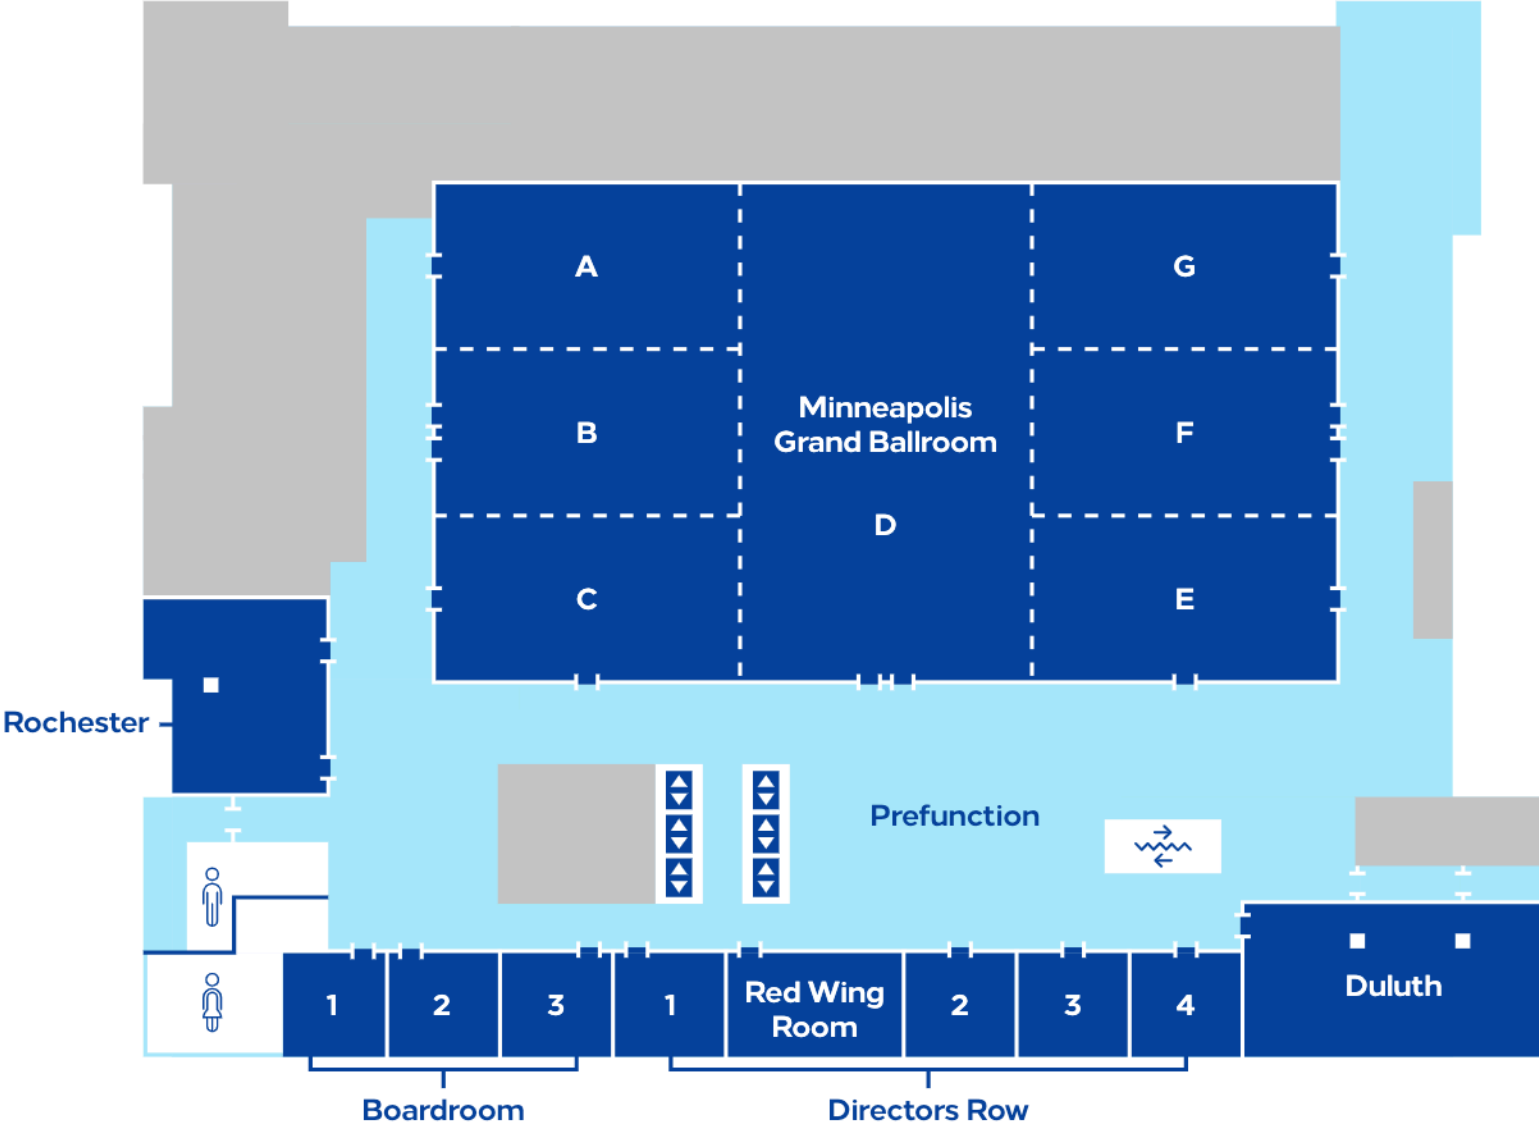 A
G
Minneapolis
Grand Ballroom
B
F
D
C
E
Rochester
Prefunction
1
2
3
1
Red Wing
Room
2
3
4
Duluth
Boardroom
Directors Row